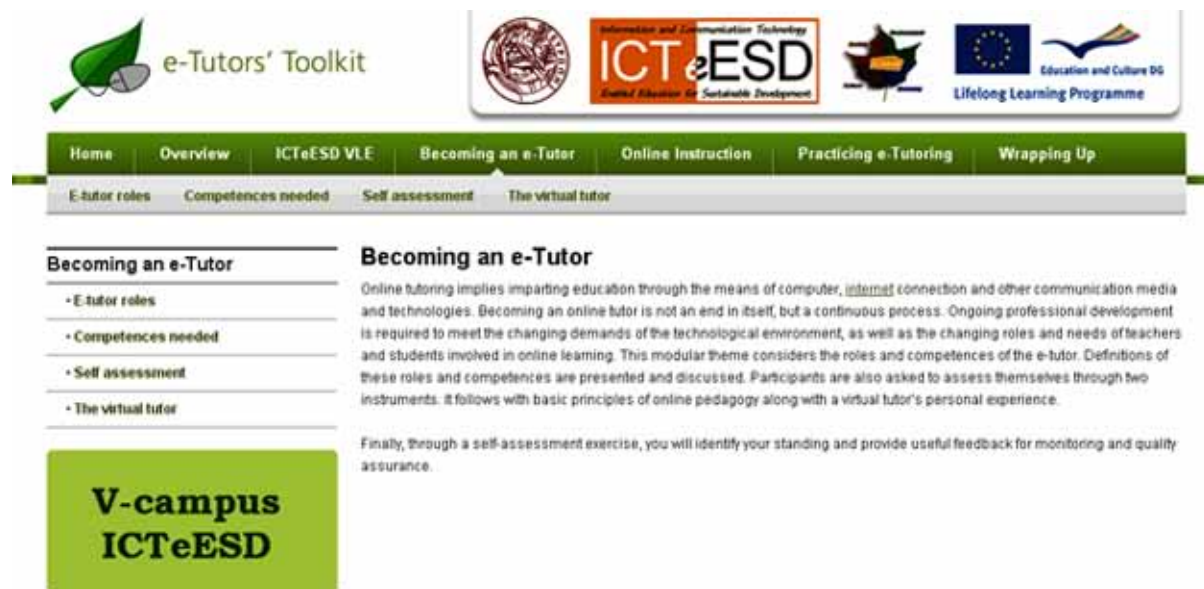 e-Tutors' Toolkit
Information and Communication Technology
ICTeESD
Enabled Education for Sustainable Development
Education and Culture DG
Lifelong Learning Programme
Home Overview ICTeESD VLE Becoming an e-Tutor Online Instruction Practicing e-Tutoring Wrapping Up
E-tutor roles Competences needed Self assessment The virtual tutor
Becoming an e-Tutor
• E-tutor roles
• Competences needed
• Self assessment
• The virtual tutor
V-campus
ICTeESD
Becoming an e-Tutor
Online tutoring implies imparting education through the means of computer, internet connection and other communication media
and technologies. Becoming an online tutor is not an end in itself, but a continuous process. Ongoing professional development
is required to meet the changing demands of the technological environment, as well as the changing roles and needs of teachers
and students involved in online learning. This modular theme considers the roles and competences of the e-tutor. Definitions of
these roles and competences are presented and discussed. Participants are also asked to assess themselves through two
instruments. It follows with basic principles of online pedagogy along with a virtual tutor's personal experience.
Finally, through a self-assessment exercise, you will identify your standing and provide useful feedback for monitoring and quality
assurance.